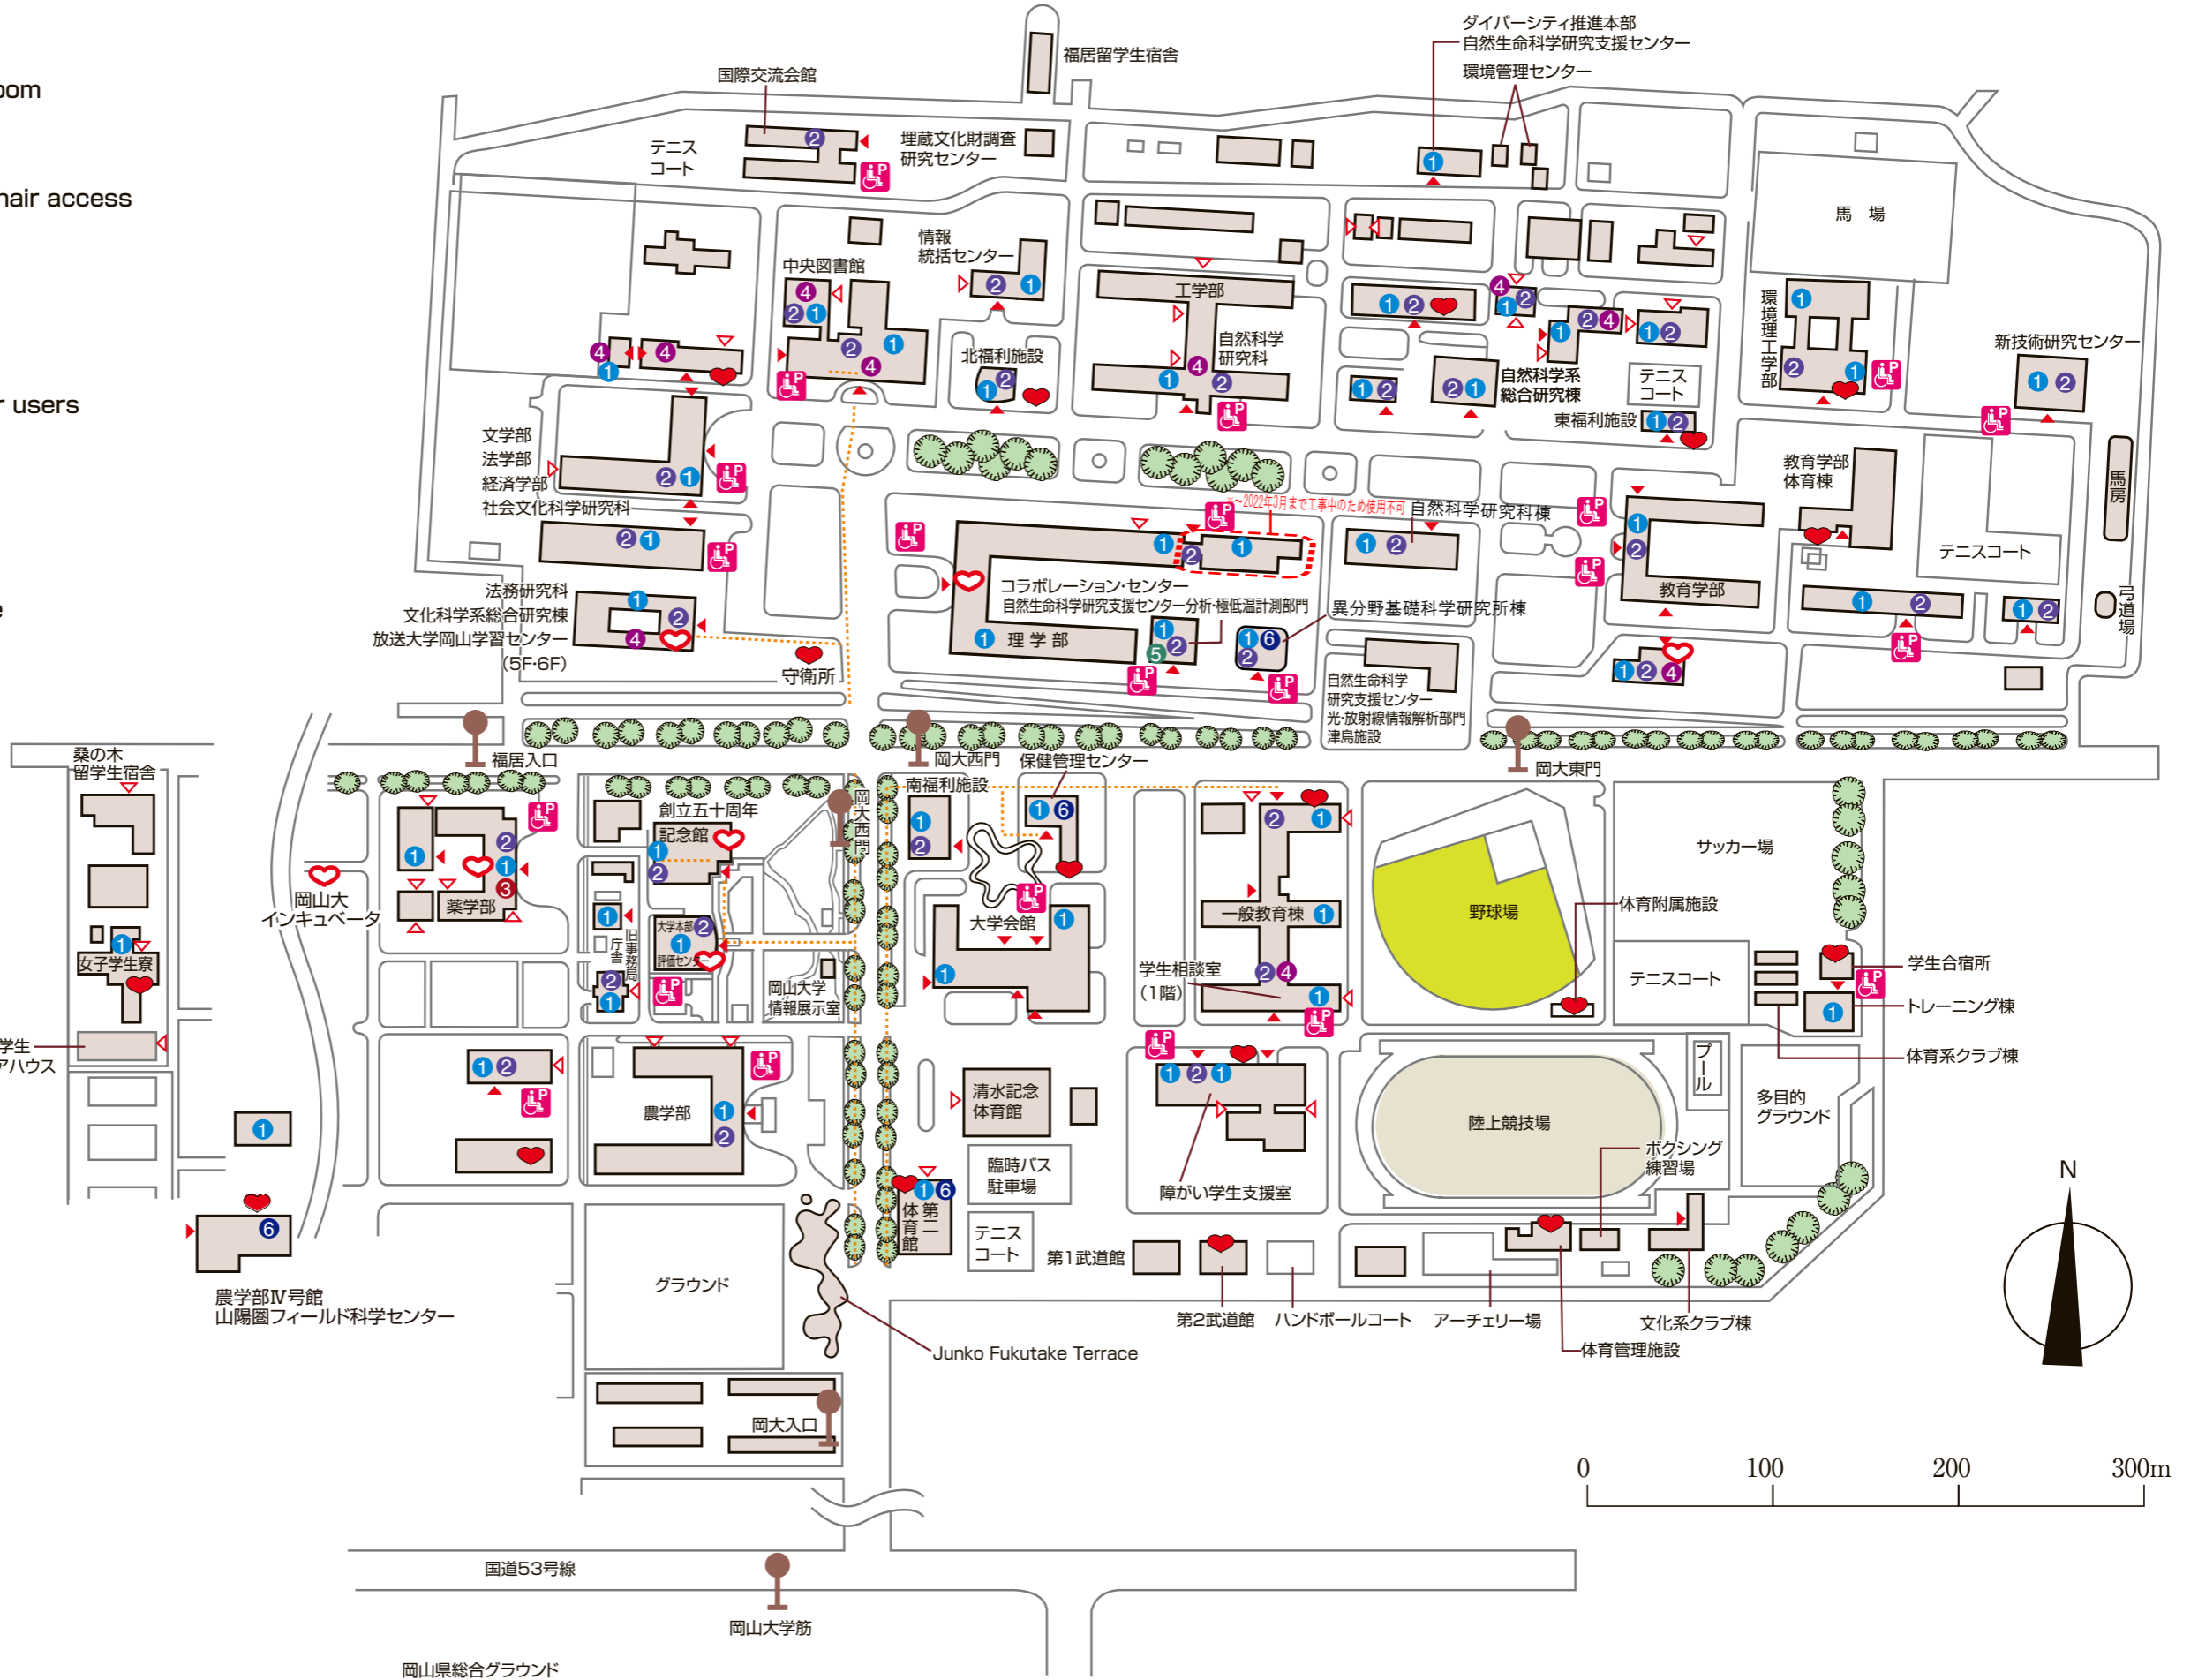 oom
hair access
r users
e
国際交流会館
福居留学生宿舎
ダイバーシティ推進本部
自然生命科学研究支援センター
環境管理センター
テニス
コート
埋蔵文化財調査
研究センター
馬 場
情報
統括センター
中央図書館
工学部
環境理工学部
新技術研究センター
北福利施設
自然科学
研究科
自然科学系
総合研究棟
テニス
コート
東福利施設
文学部
法学部
経済学部
社会文化科学研究科
教育学部
体育棟
馬房
※〜2022年3月まで工事中のため使用不可
自然科学研究科棟
テニスコート
コラボレーション・センター
自然生命科学研究支援センター分析・極低温計測部門
異分野基礎科学研究所棟
教育学部
弓道場
法務研究科
文化科学系総合研究棟
放送大学岡山学習センター
(5F・6F)
理 学 部
守衛所
自然生命科学
研究支援センター
光・放射線情報解析部門
津島施設
桑の木
留学生宿舎
福居入口
岡大西門
保健管理センター
岡大東門
南福利施設
創立五十周年
記念館
岡大西門
サッカー場
岡山大
インキュベータ
薬学部
大学会館
一般教育棟
野球場
体育附属施設
大学本部
評価センター
旧事務局
庁舎
女子学生寮
岡山大学
情報展示室
学生相談室
(1階)
テニスコート
学生合宿所
トレーニング棟
体育系クラブ棟
学生
アハウス
農学部
清水記念
体育館
プール
多目的
グラウンド
陸上競技場
ボクシング
練習場
臨時バス
駐車場
障がい学生支援室
第二
体育館
テニス
コート
第1武道館
N
農学部Ⅳ号館
山陽圏フィールド科学センター
グラウンド
第2武道館
ハンドボールコート
アーチェリー場
文化系クラブ棟
体育管理施設
Junko Fukutake Terrace
岡大入口
0 100 200 300m
国道53号線
岡山大学筋
岡山県総合グラウンド